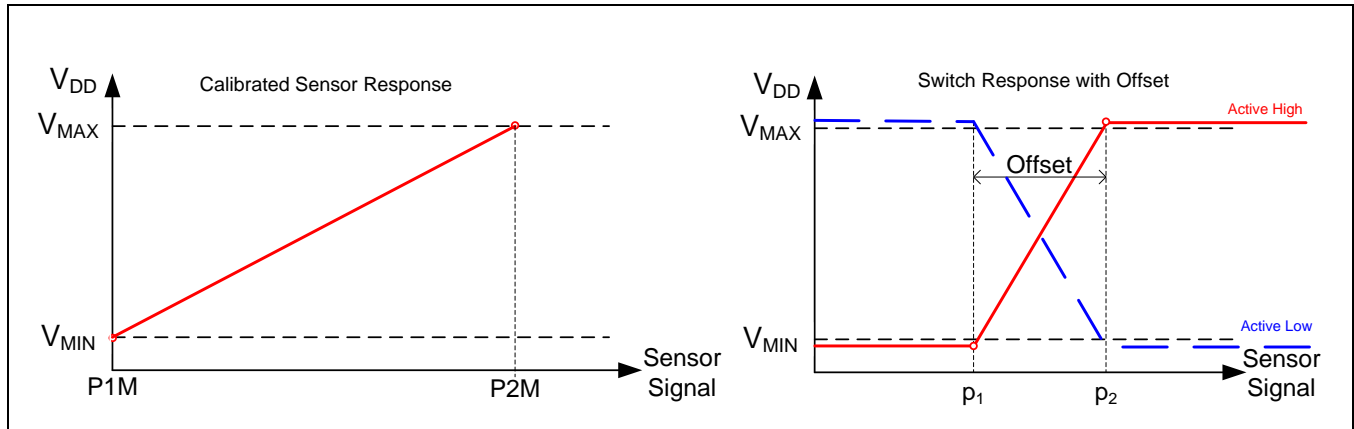 Calibrated Sensor Response
VDD
VMAX
VMIN
P1M
P2M
Sensor
Signal
Switch Response with Offset
VDD
VMAX
Active High
Offset
VMIN
Active Low
Sensor
Signal
p1
p2